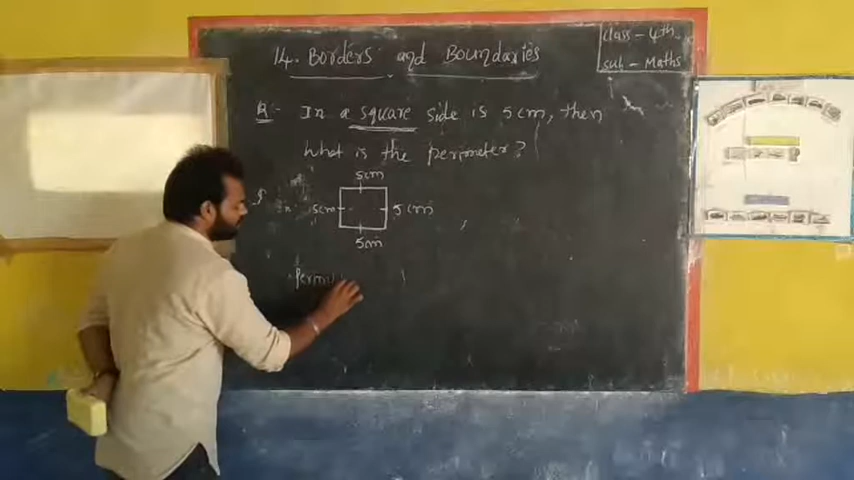 14. Borders and Boundaries
class - 4th
sub - Maths
Q:- In a square side is 5cm, then
what is the perimeter?
5cm
5cm 5cm
5cm